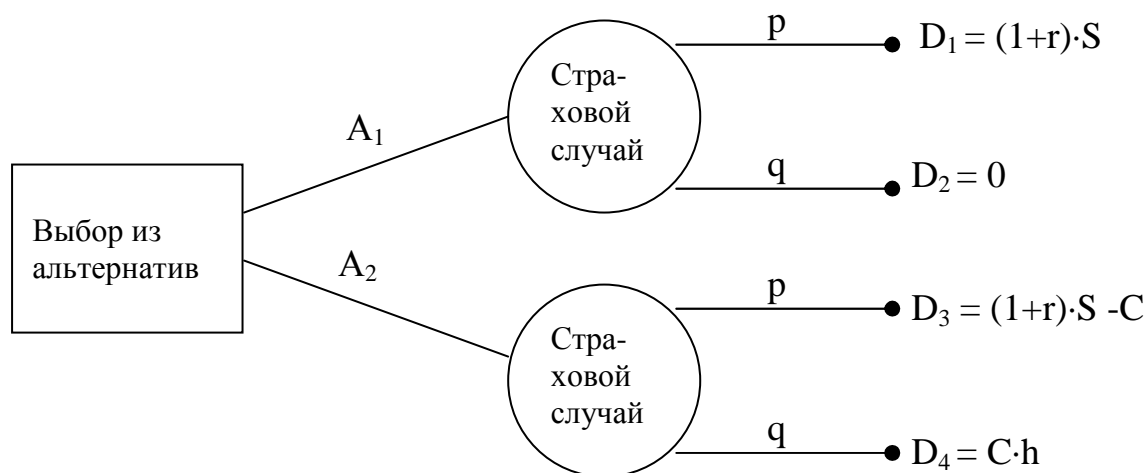 p
D₁ = (1+r)·S
Стра-
ховой
случай
A₁
q
D₂ = 0
Выбор из
альтернатив
A₂
p
D₃ = (1+r)·S -C
Стра-
ховой
случай
q
D₄ = C·h